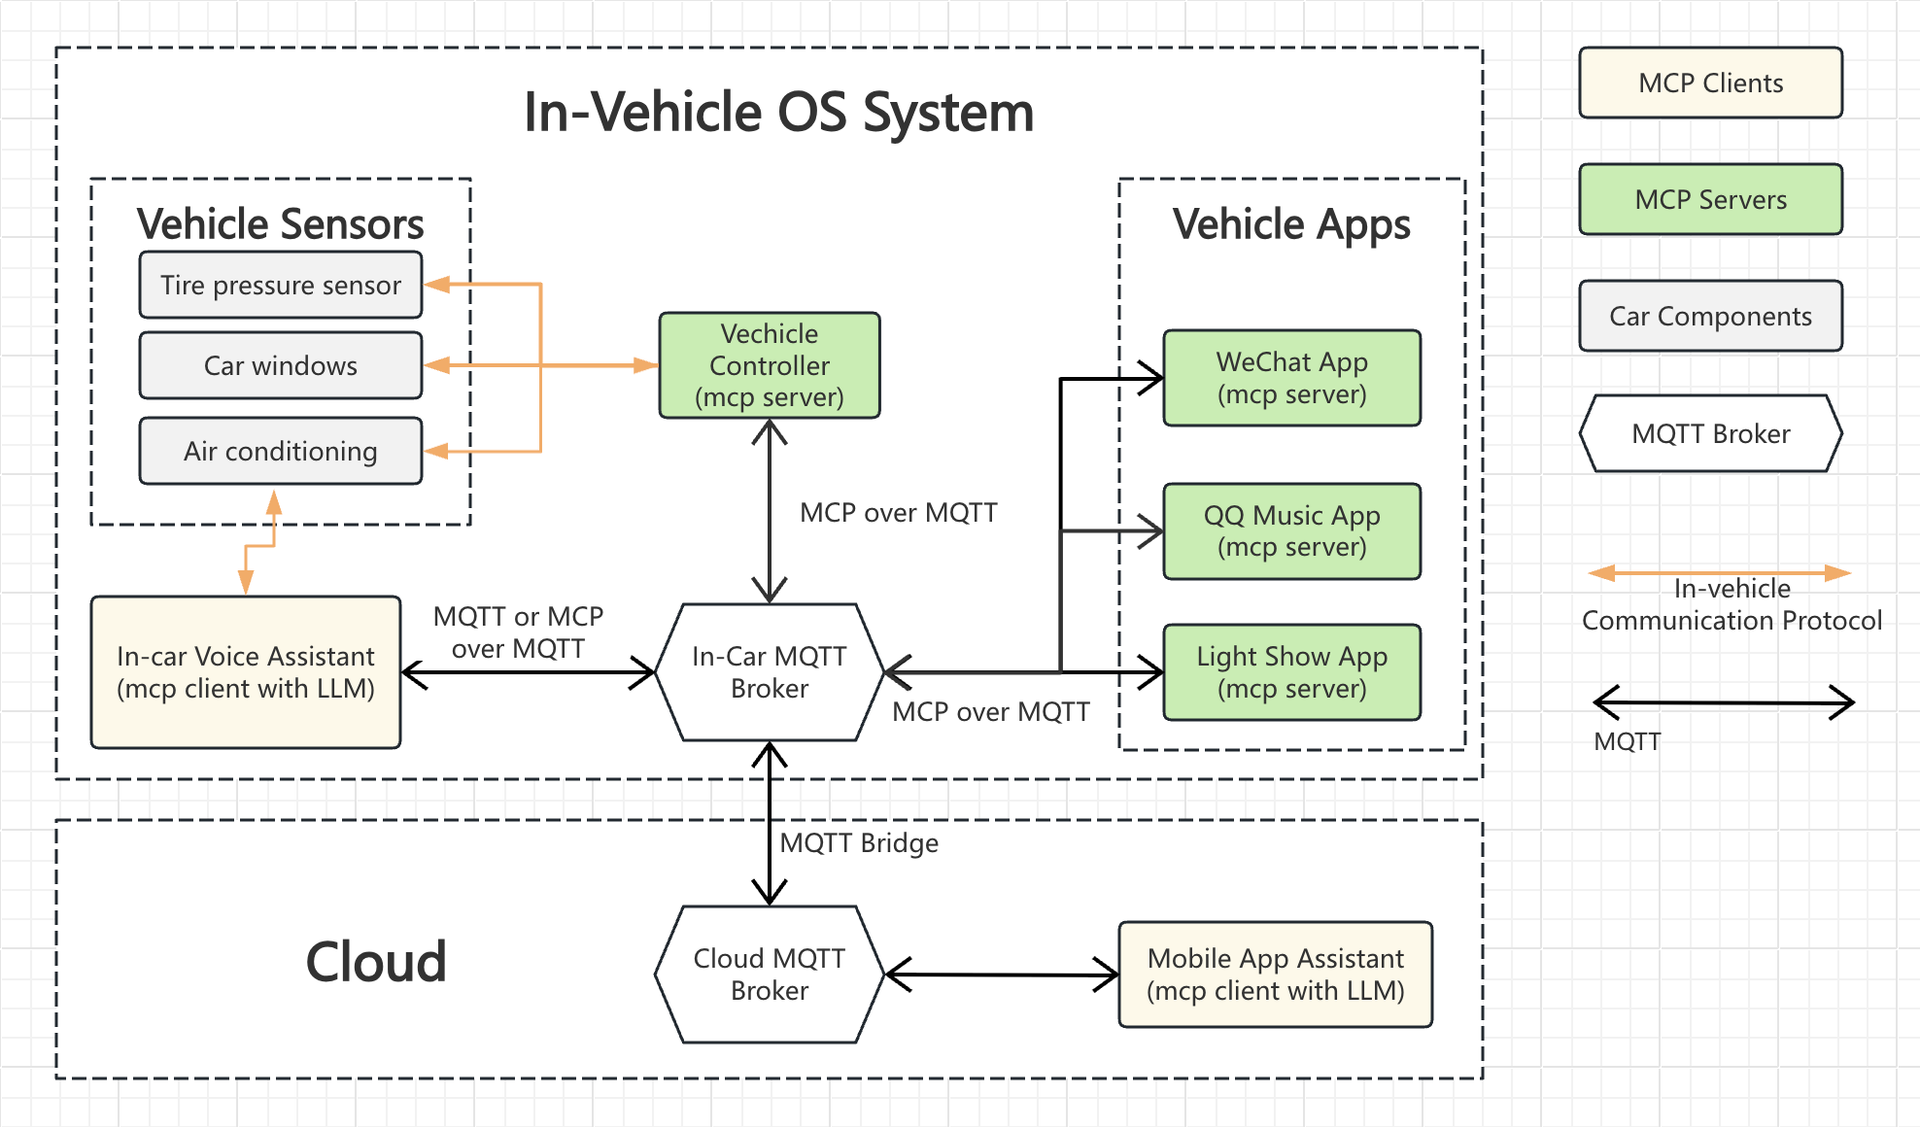 In-Vehicle OS System
Vehicle Sensors
Tire pressure sensor
Car windows
Air conditioning
Vechicle
Controller
(mcp server)
Vehicle Apps
WeChat App
(mcp server)
QQ Music App
(mcp server)
Light Show App
(mcp server)
MCP over MQTT
MQTT or MCP
over MQTT
In-car Voice Assistant
(mcp client with LLM)
In-Car MQTT
Broker
MCP over MQTT
MQTT Bridge
Cloud
Cloud MQTT
Broker
Mobile App Assistant
(mcp client with LLM)
MCP Clients
MCP Servers
Car Components
MQTT Broker
In-vehicle
Communication Protocol
MQTT